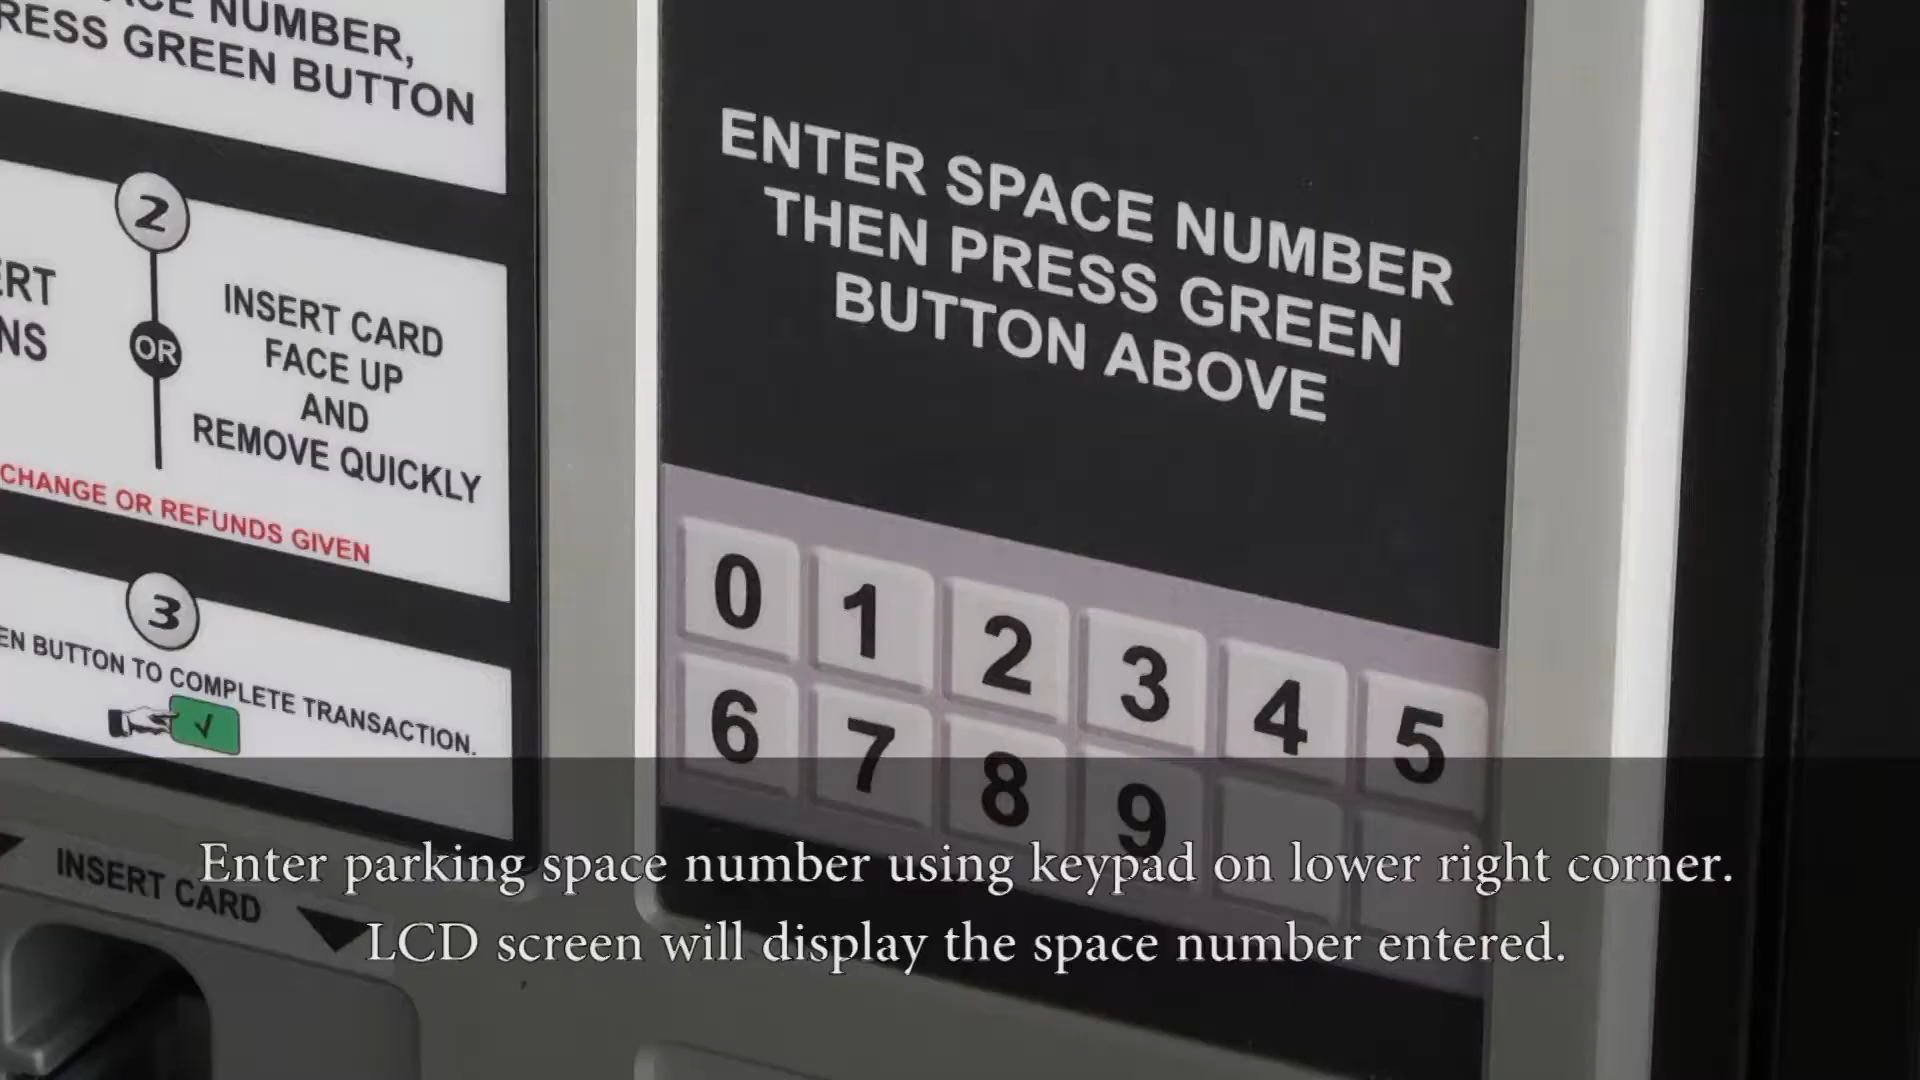 CE NUMBER,
RESS GREEN BUTTON
2
INSERT CARD
FACE UP
AND
REMOVE QUICKLY
OR
CHANGE OR REFUNDS GIVEN
3
BUTTON TO COMPLETE TRANSACTION.
INSERT CARD
ENTER SPACE NUMBER
THEN PRESS GREEN
BUTTON ABOVE
0 1 2 3 4 5
6 7 8 9
Enter parking space number using keypad on lower right corner.
LCD screen will display the space number entered.